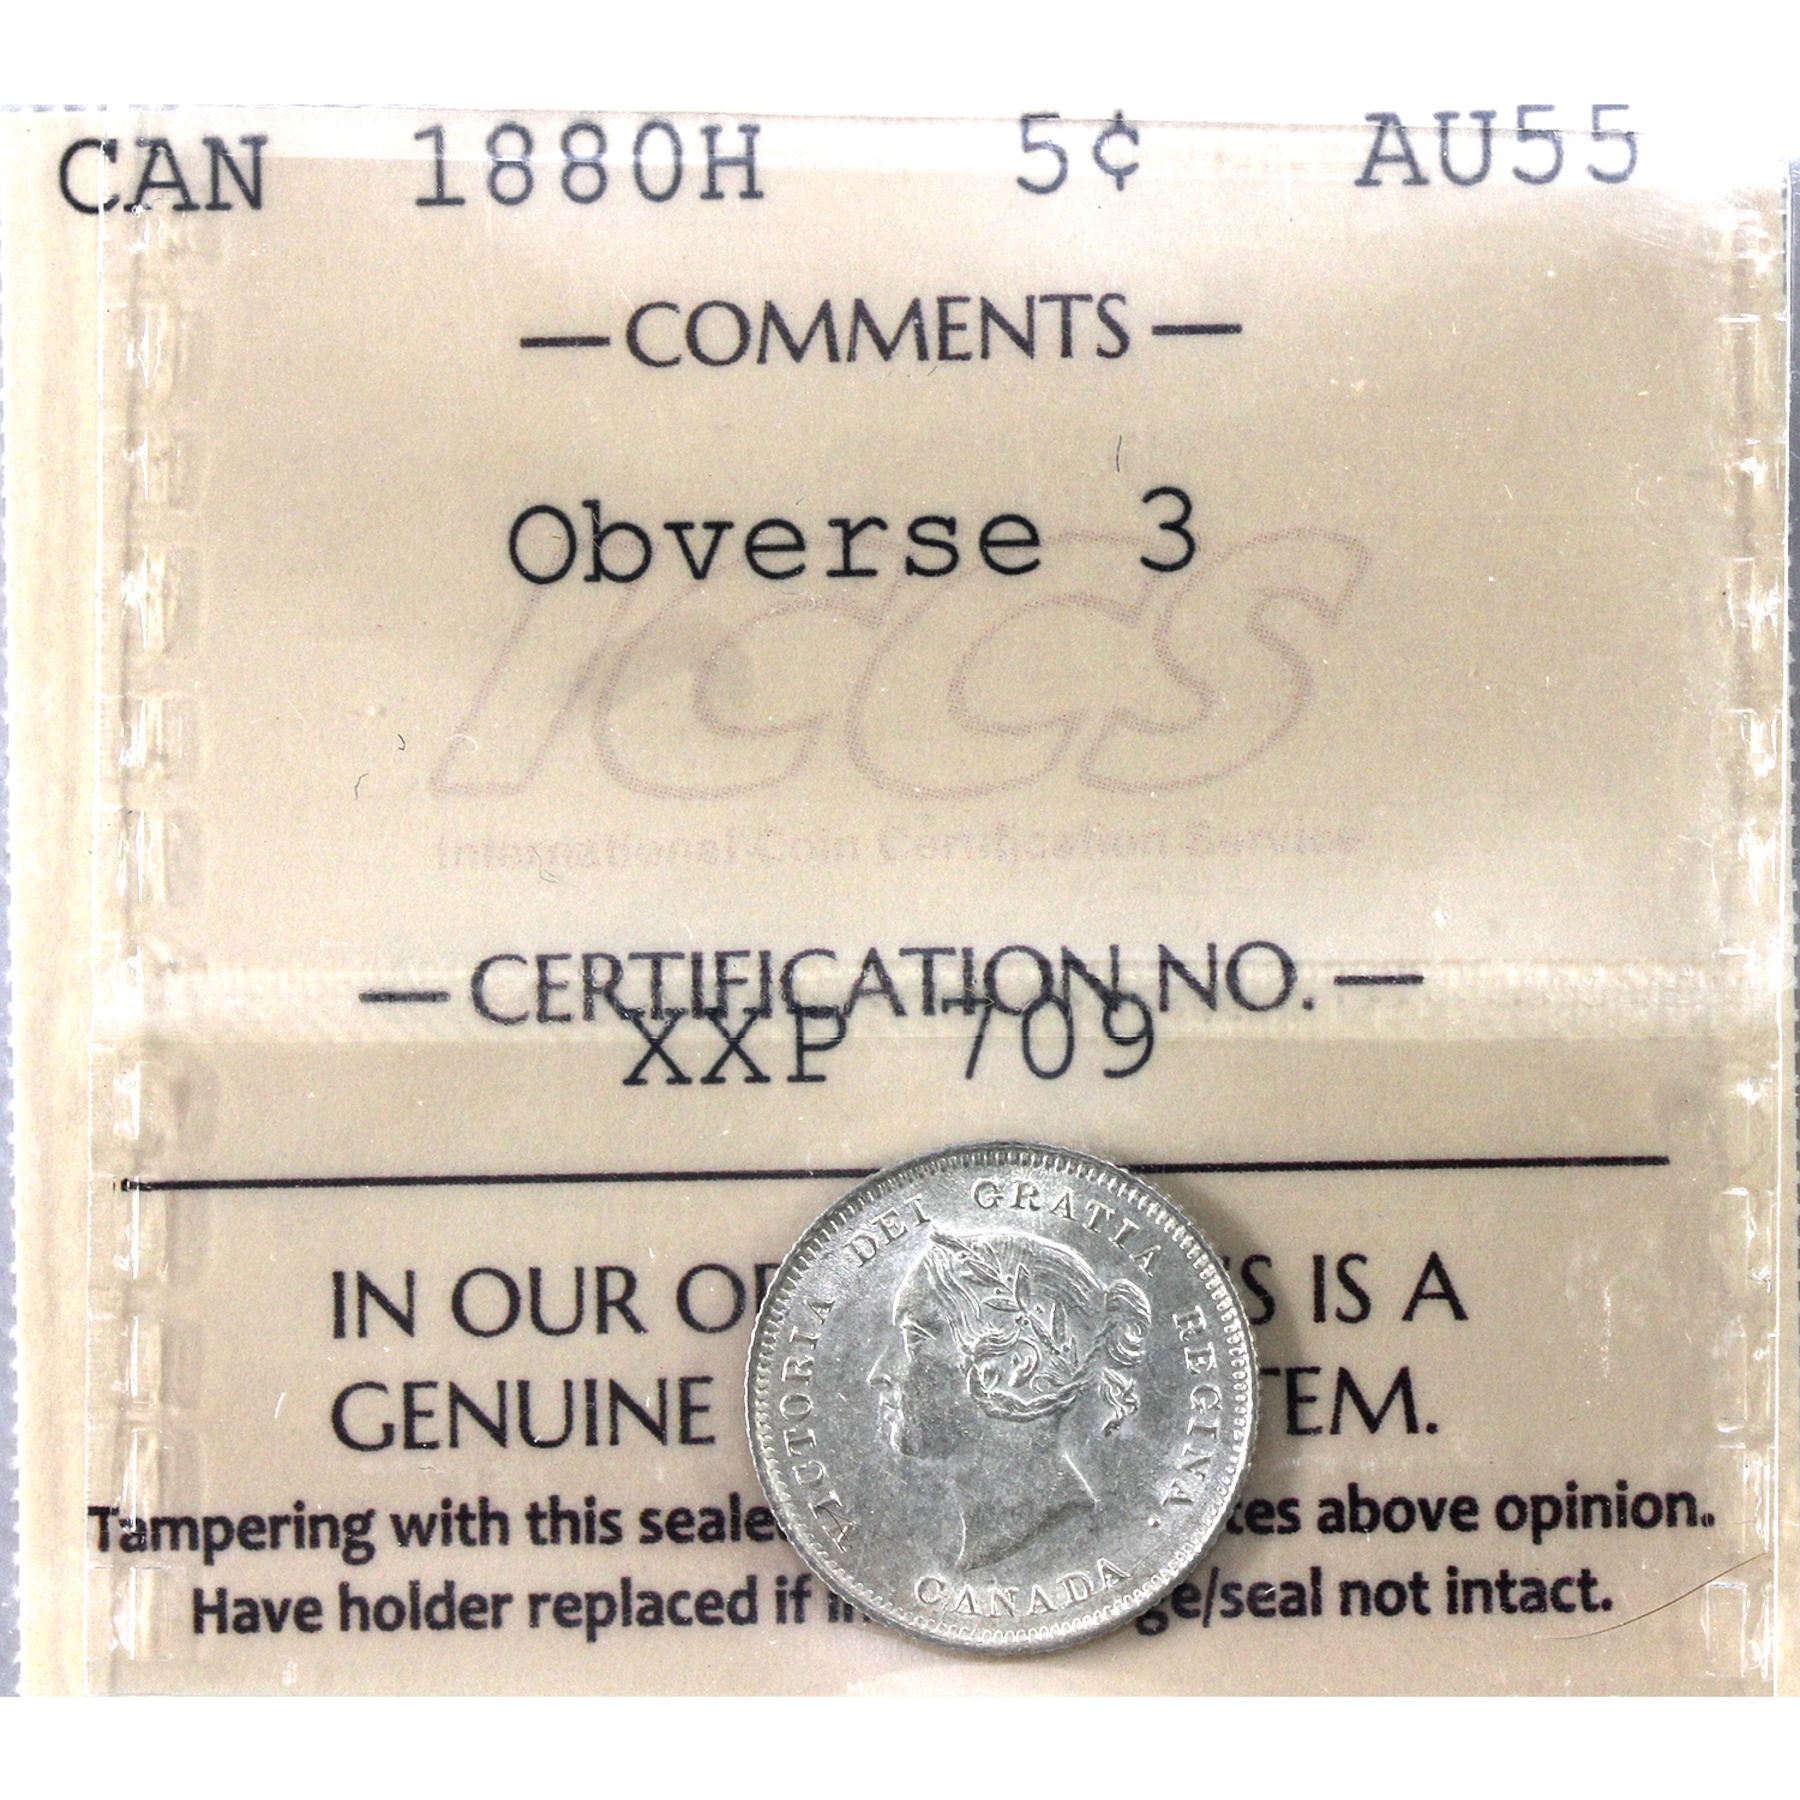 CAN 1880H 5¢ AU55
—COMMENTS—
Obverse 3
ICCS
International Coin Certification Service
—CERTIFICATION NO.—
XXP 709
VICTORIA DEI GRATIA REGINA.
CANADA
IN OUR S IS A
GENUINE TEM.
Tampering with this seale tes above opinion.
Have holder replaced if ge/seal not intact.